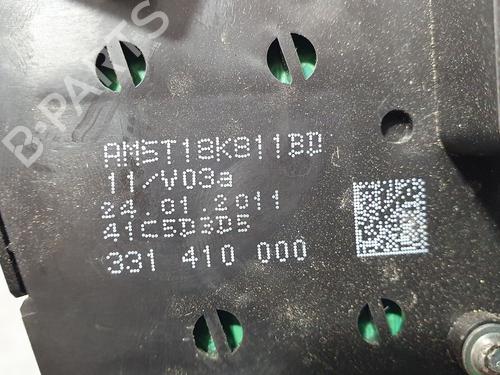 B-PARTS
AM5T18K811BD
11/V03a
24.01.2011
41C5D3D5
331 410 000